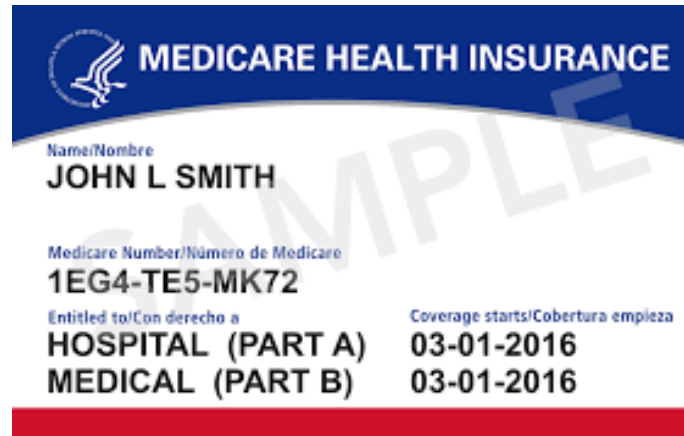 MEDICARE HEALTH INSURANCE
Name/Nombre
JOHN L SMITH
Medicare Number/Número de Medicare
1EG4-TE5-MK72
Entitled to/Con derecho a Coverage starts/Cobertura empieza
HOSPITAL (PART A) 03-01-2016
MEDICAL (PART B) 03-01-2016
SAMPLE